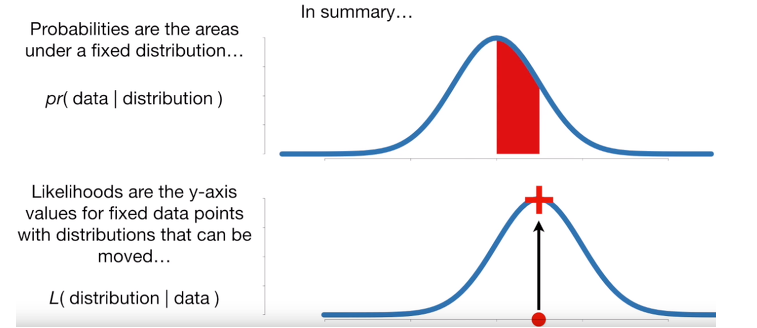 In summary…
Probabilities are the areas
under a fixed distribution…
pr( data | distribution )
Likelihoods are the y-axis
values for fixed data points
with distributions that can be
moved…
L( distribution | data )